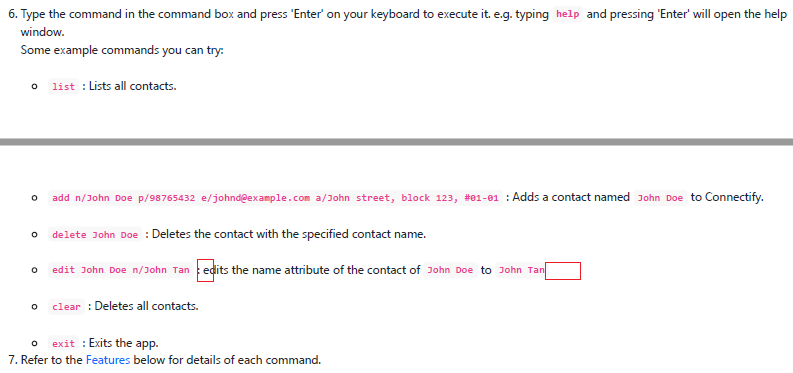 6. Type the command in the command box and press 'Enter' on your keyboard to execute it. e.g. typing help and pressing 'Enter' will open the help
window.
Some example commands you can try:
list : Lists all contacts.
add n/John Doe p/98765432 e/johnd@example.com a/John street, block 123, #01-01 : Adds a contact named John Doe to Connectify.
delete John Doe : Deletes the contact with the specified contact name.
edit John Doe n/John Tan : edits the name attribute of the contact of John Doe to John Tan
clear : Deletes all contacts.
exit : Exits the app.
7. Refer to the Features below for details of each command.